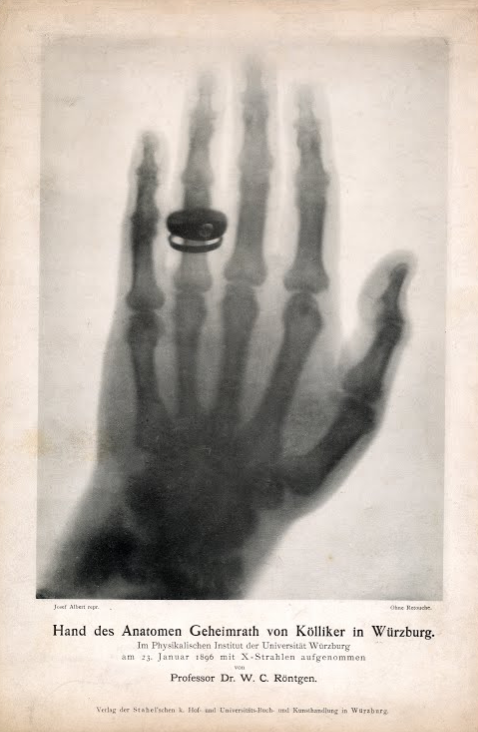 Josef Albert repr.
Ohne Retouche.
Hand des Anatomen Geheimrath von Kölliker in Würzburg.
Im Physikalischen Institut der Universität Würzburg
am 23. Januar 1896 mit X-Strahlen aufgenommen
von
Professor Dr. W. C. Röntgen.
Verlag der Stahel'schen k. Hof- und Universitäts-Buch- und Kunsthandlung in Würzburg.